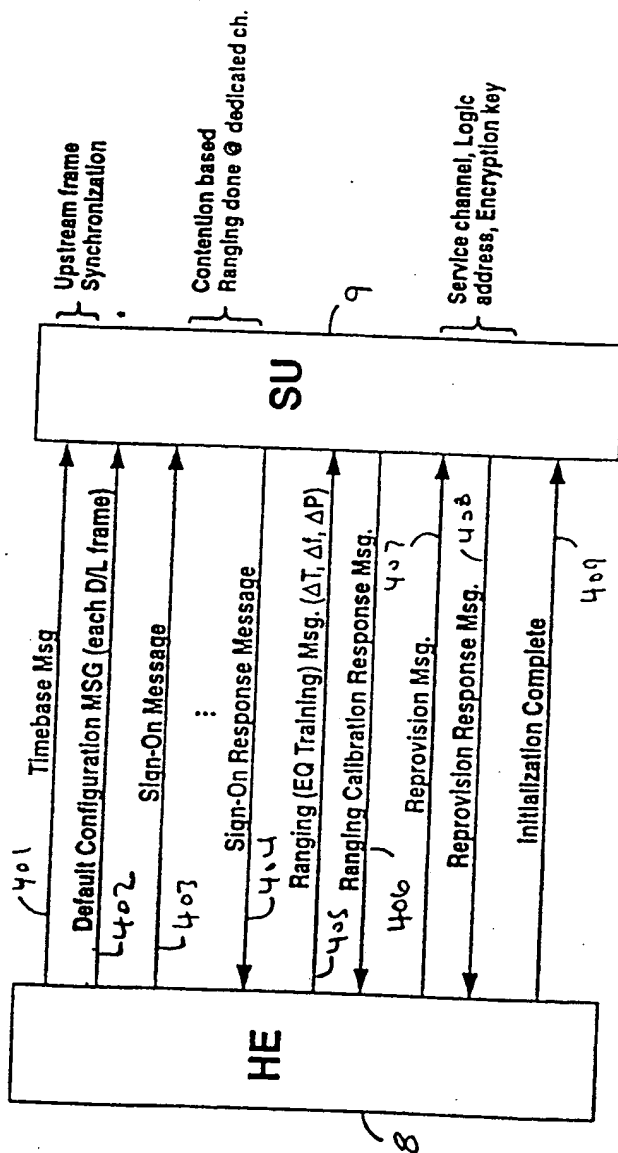 HE
8
SU
9
401
Timebase Msg
Default Configuration MSG (each D/L frame)
402
Sign-On Message
403
Sign-On Response Message
404
Ranging (EQ Training) Msg. (ΔT, Δf, ΔP)
405
Ranging Calibration Response Msg.
406
Reprovision Msg.
407
Reprovision Response Msg.
408
Initialization Complete
409
Upstream frame
Synchronization
Contention based
Ranging done @ dedicated ch.
Service channel, Logic
address, Encryption key